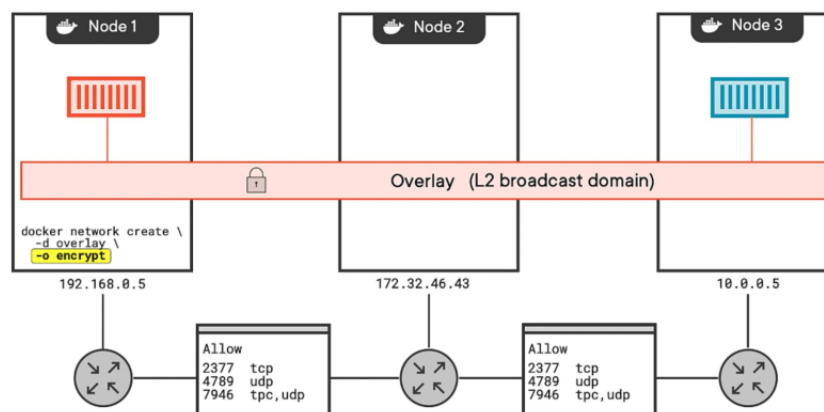 Node 1
Node 2
Node 3
Overlay (L2 broadcast domain)
docker network create \
-d overlay \
-o encrypt
192.168.0.5
172.32.46.43
10.0.0.5
Allow
2377 tcp
4789 udp
7946 tpc,udp
Allow
2377 tcp
4789 udp
7946 tpc,udp